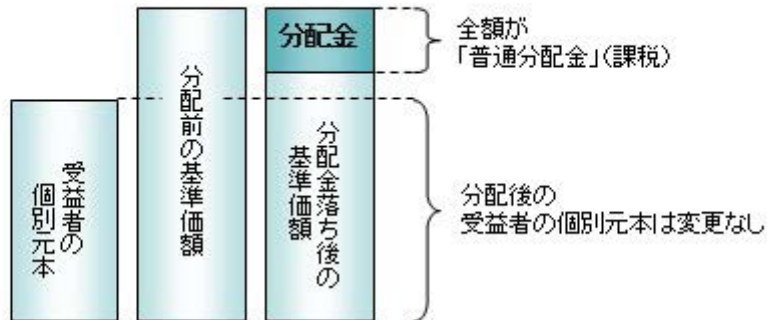 受益者の
個別元本
分配前の基準価額
分配金
分配金落ち後の
基準価額
全額が
「普通分配金」(課税)
分配後の
受益者の個別元本は変更なし